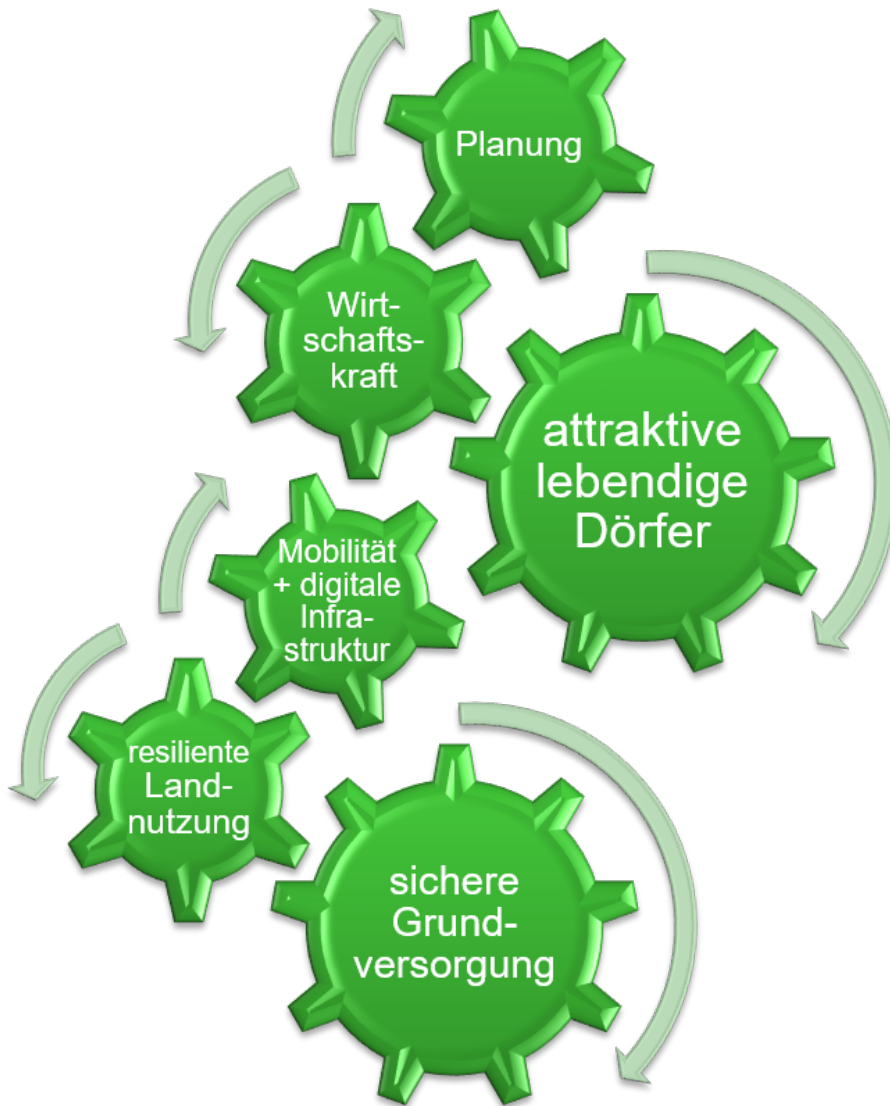 Planung
Wirt-
schafts-
kraft
attraktive
lebendige
Dörfer
Mobilität
+ digitale
Infra-
struktur
resiliente
Land-
nutzung
sichere
Grund-
versorgung